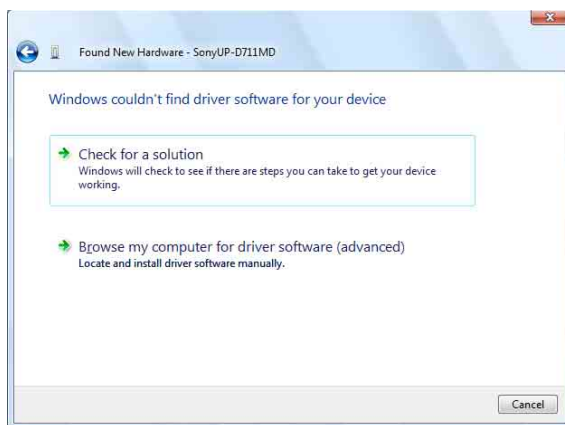 Found New Hardware - SonyUP-D711MD
Windows couldn't find driver software for your device
Check for a solution
Windows will check to see if there are steps you can take to get your device
working.
Browse my computer for driver software (advanced)
Locate and install driver software manually.
Cancel